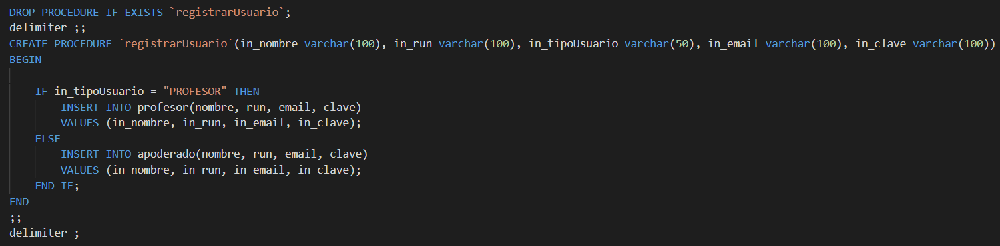 DROP PROCEDURE IF EXISTS `registrarUsuario`;
delimiter ;;
CREATE PROCEDURE `registrarUsuario`(in_nombre varchar(100), in_run varchar(100), in_tipoUsuario varchar(50), in_email varchar(100), in_clave varchar(100))
BEGIN
IF in_tipoUsuario = "PROFESOR" THEN
INSERT INTO profesor(nombre, run, email, clave)
VALUES (in_nombre, in_run, in_email, in_clave);
ELSE
INSERT INTO apoderado(nombre, run, email, clave)
VALUES (in_nombre, in_run, in_email, in_clave);
END IF;
END
;;
delimiter ;